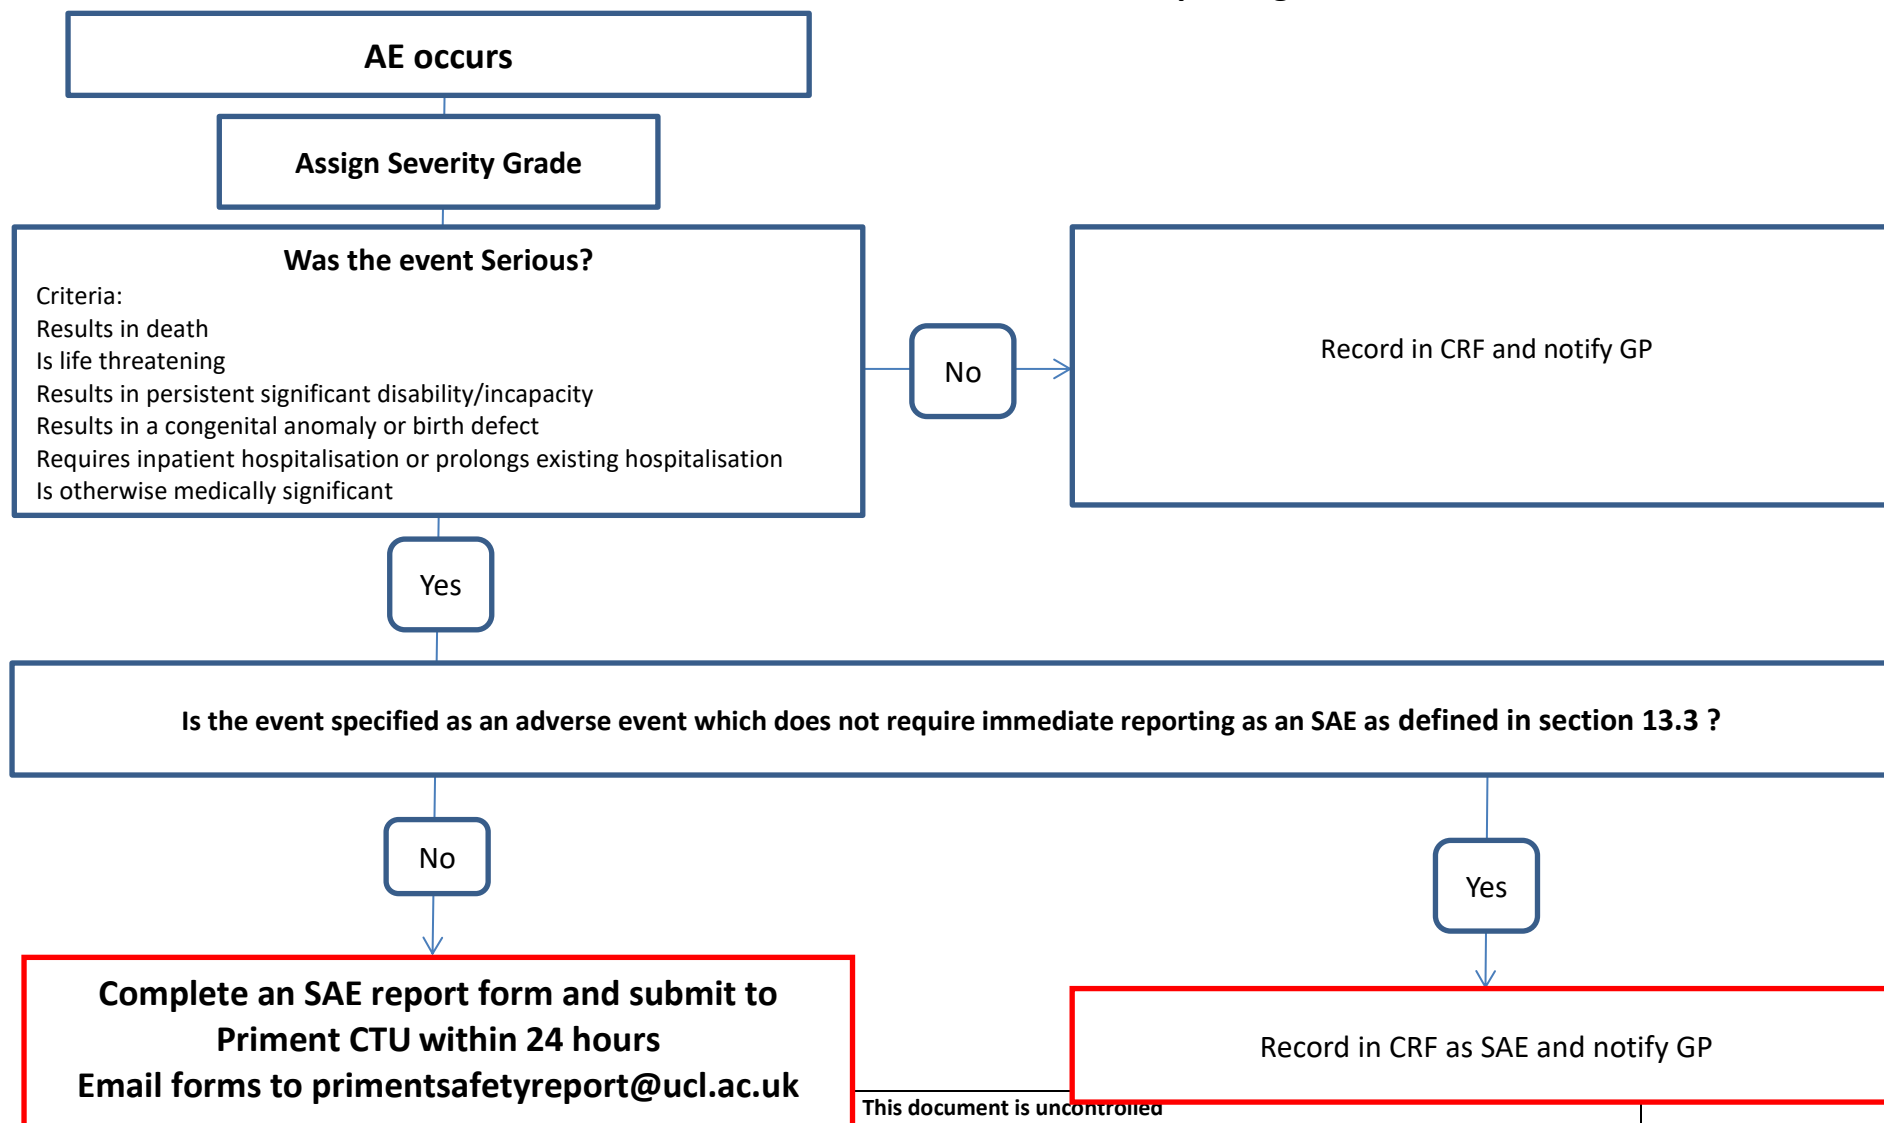 AE occurs
Assign Severity Grade
Was the event Serious?
Criteria:
Results in death
Is life threatening
Results in persistent significant disability/incapacity
Results in a congenital anomaly or birth defect
Requires inpatient hospitalisation or prolongs existing hospitalisation
Is otherwise medically significant
No
Record in CRF and notify GP
Yes
Is the event specified as an adverse event which does not require immediate reporting as an SAE as defined in section 13.3 ?
No
Yes
Complete an SAE report form and submit to
Priment CTU within 24 hours
Email forms to primentsafetyreport@ucl.ac.uk
Record in CRF as SAE and notify GP
This document is uncontrolled